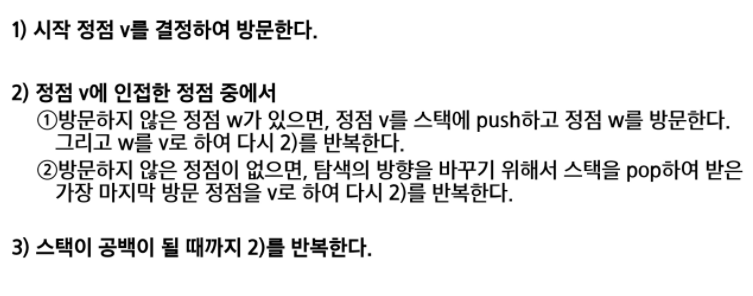 1) 시작 정점 v를 결정하여 방문한다.
2) 정점 v에 인접한 정점 중에서
①방문하지 않은 정점 w가 있으면, 정점 v를 스택에 push하고 정점 w를 방문한다.
그리고 w를 v로 하여 다시 2)를 반복한다.
②방문하지 않은 정점이 없으면, 탐색의 방향을 바꾸기 위해서 스택을 pop하여 받은
가장 마지막 방문 정점을 v로 하여 다시 2)를 반복한다.
3) 스택이 공백이 될 때까지 2)를 반복한다.